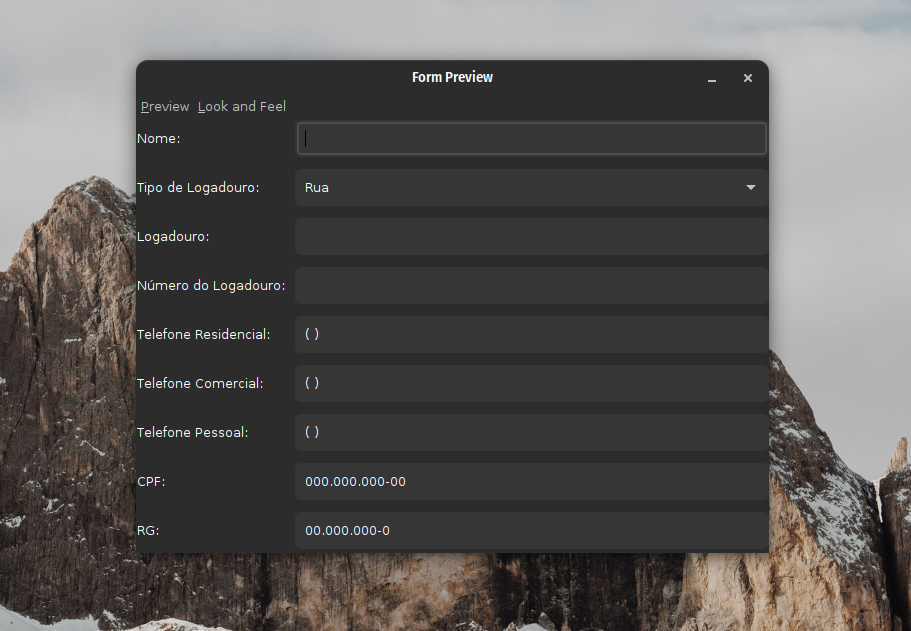 Form Preview
Preview Look and Feel
Nome:
Tipo de Logadouro: Rua
Logadouro:
Número do Logadouro:
Telefone Residencial: ( )
Telefone Comercial: ( )
Telefone Pessoal: ( )
CPF: 000.000.000-00
RG: 00.000.000-0